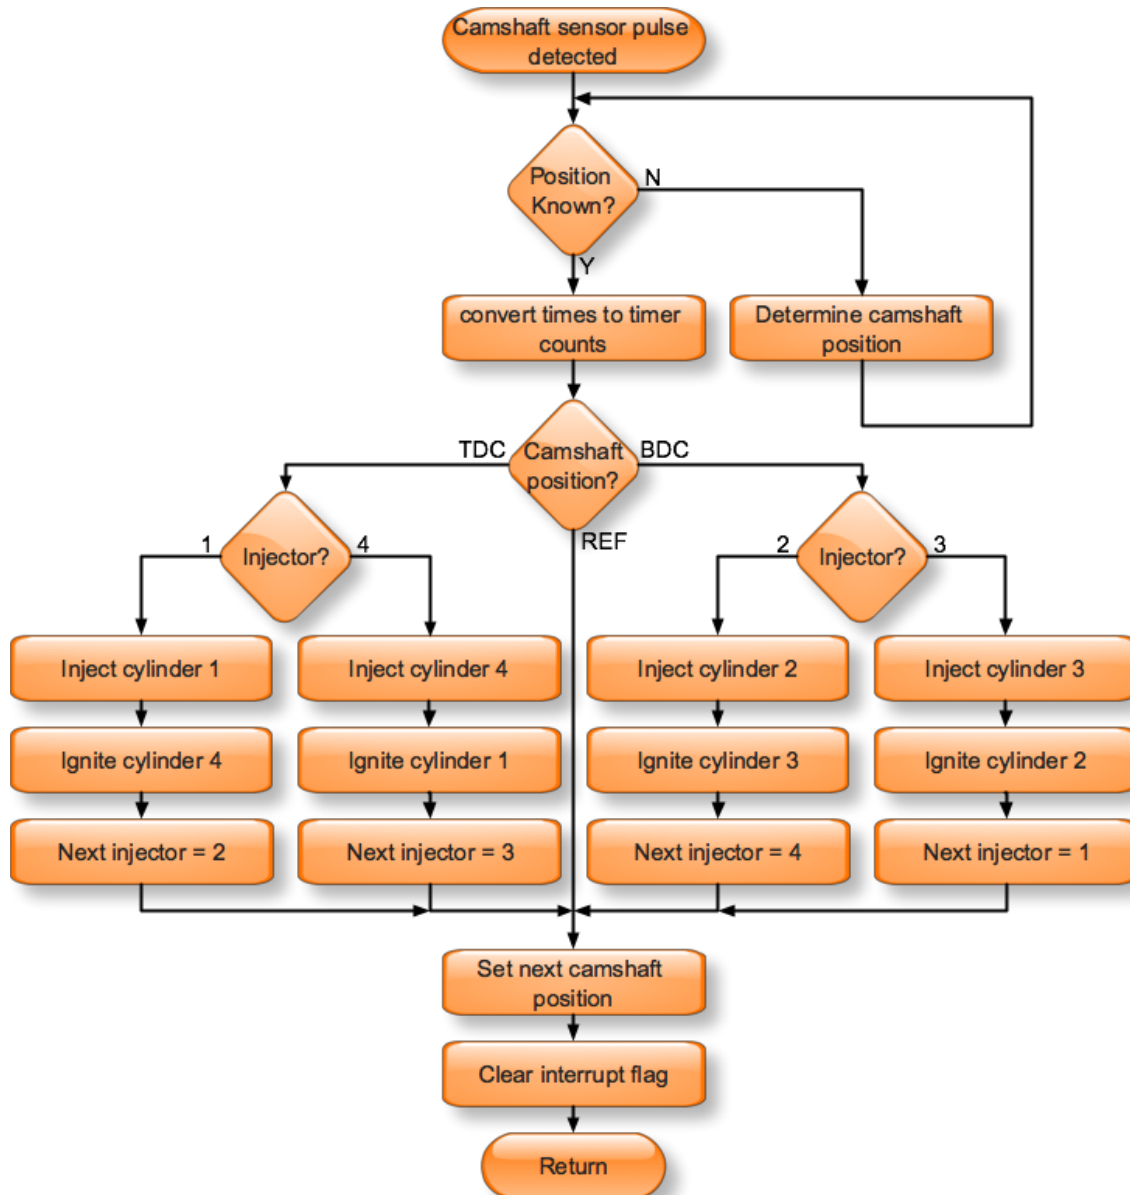 Camshaft sensor pulse
detected
Position
Known?
N
Y
convert times to timer
counts
Determine camshaft
position
TDC
Camshaft
position?
BDC
REF
1
Injector?
4
2
Injector?
3
Inject cylinder 1
Inject cylinder 4
Inject cylinder 2
Inject cylinder 3
Ignite cylinder 4
Ignite cylinder 1
Ignite cylinder 3
Ignite cylinder 2
Next injector = 2
Next injector = 3
Next injector = 4
Next injector = 1
Set next camshaft
position
Clear interrupt flag
Return